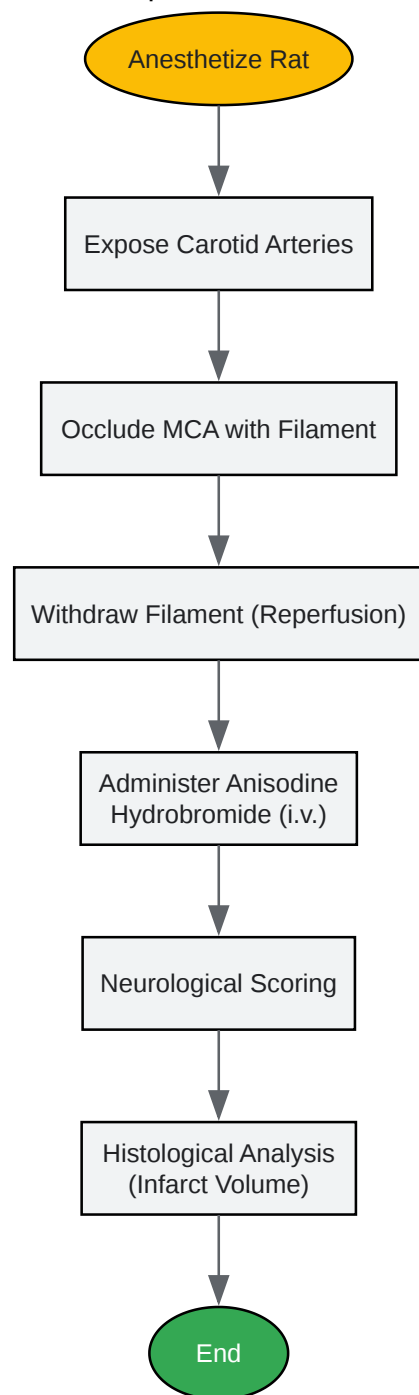 Anesthetize Rat
Expose Carotid Arteries
Occlude MCA with Filament
Withdraw Filament (Reperfusion)
Administer Anisodine
Hydrobromide (i.v.)
Neurological Scoring
Histological Analysis
(Infarct Volume)
End